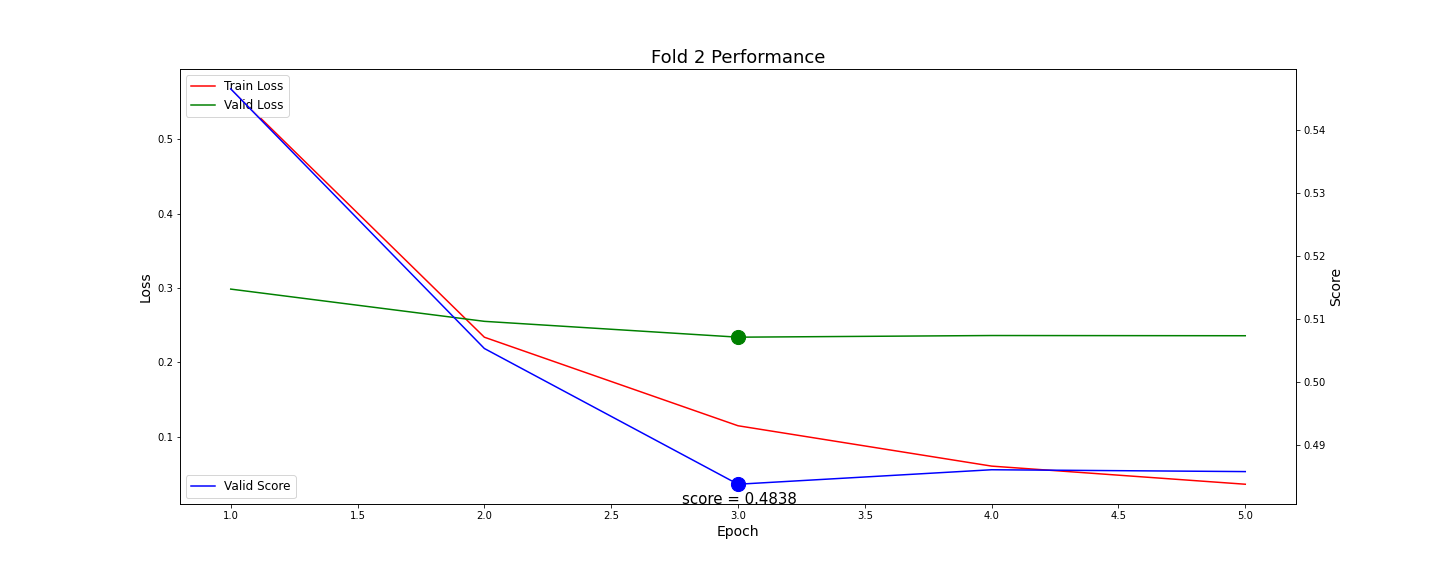 Fold 2 Performance
Train Loss
Valid Loss
Valid Score
score = 0.4838
0.5
0.4
0.3
0.2
0.1
Loss
0.54
0.53
0.52
0.51
0.50
0.49
Score
1.0 1.5 2.0 2.5 3.0 3.5 4.0 4.5 5.0
Epoch